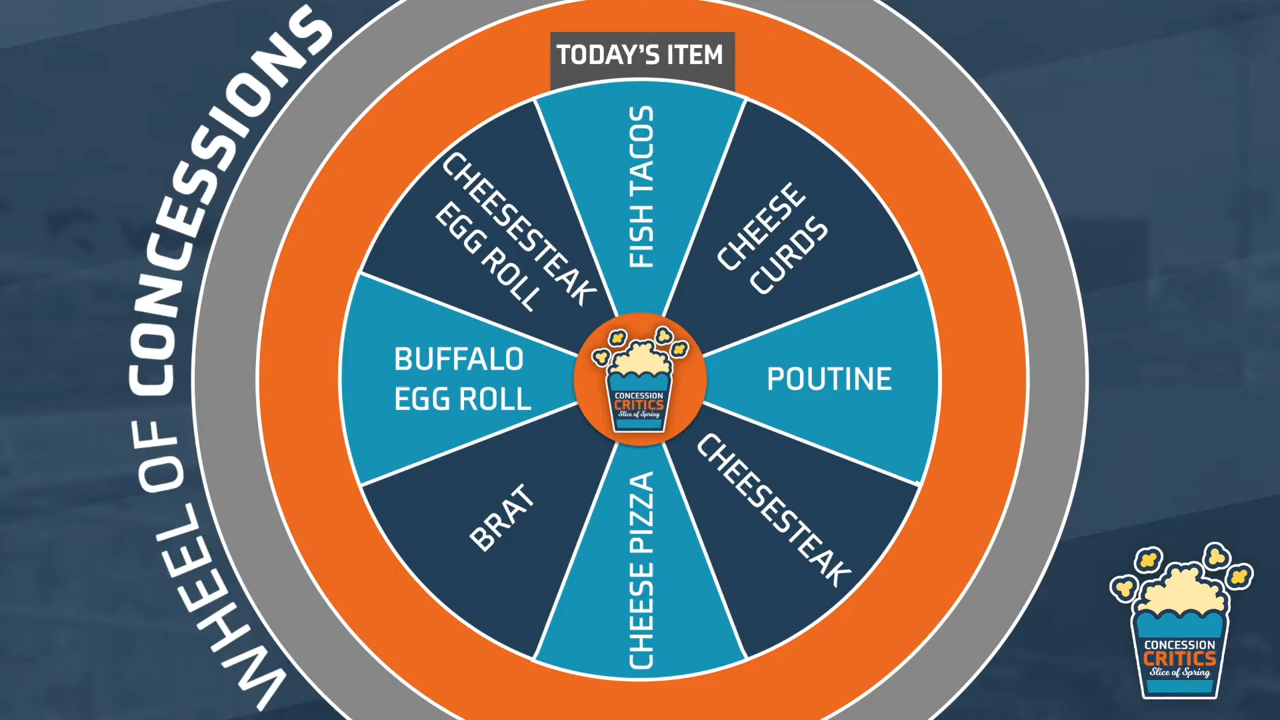 WHEEL OF CONCESSIONS
TODAY'S ITEM
FISH TACOS
CHEESE
CURDS
POUTINE
CHEESESTEAK
CHEESE PIZZA
BRAT
BUFFALO
EGG ROLL
CHEESESTEAK
EGG ROLL
CONCESSION
CRITICS
Slice of Spring
CONCESSION
CRITICS
Slice of Spring